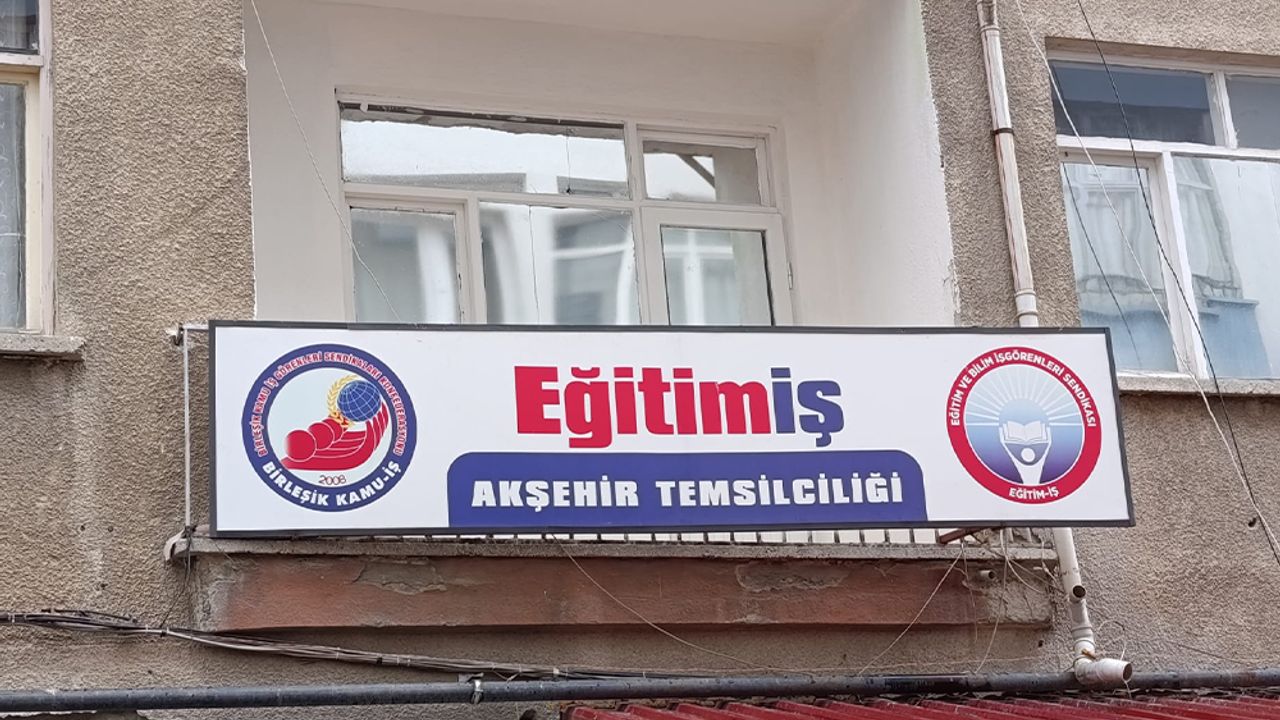 BİRLEŞİK KAMU İŞ GÖRENLERİ SENDİKALARI KONFEDERASYONU
2008
BİRLEŞİK KAMU-İŞ
Eğitimiş
AKŞEHİR TEMSİLCİLİĞİ
EĞİTİM VE BİLİM İŞGÖRENLERİ SENDİKASI
EĞİTİM-İŞ